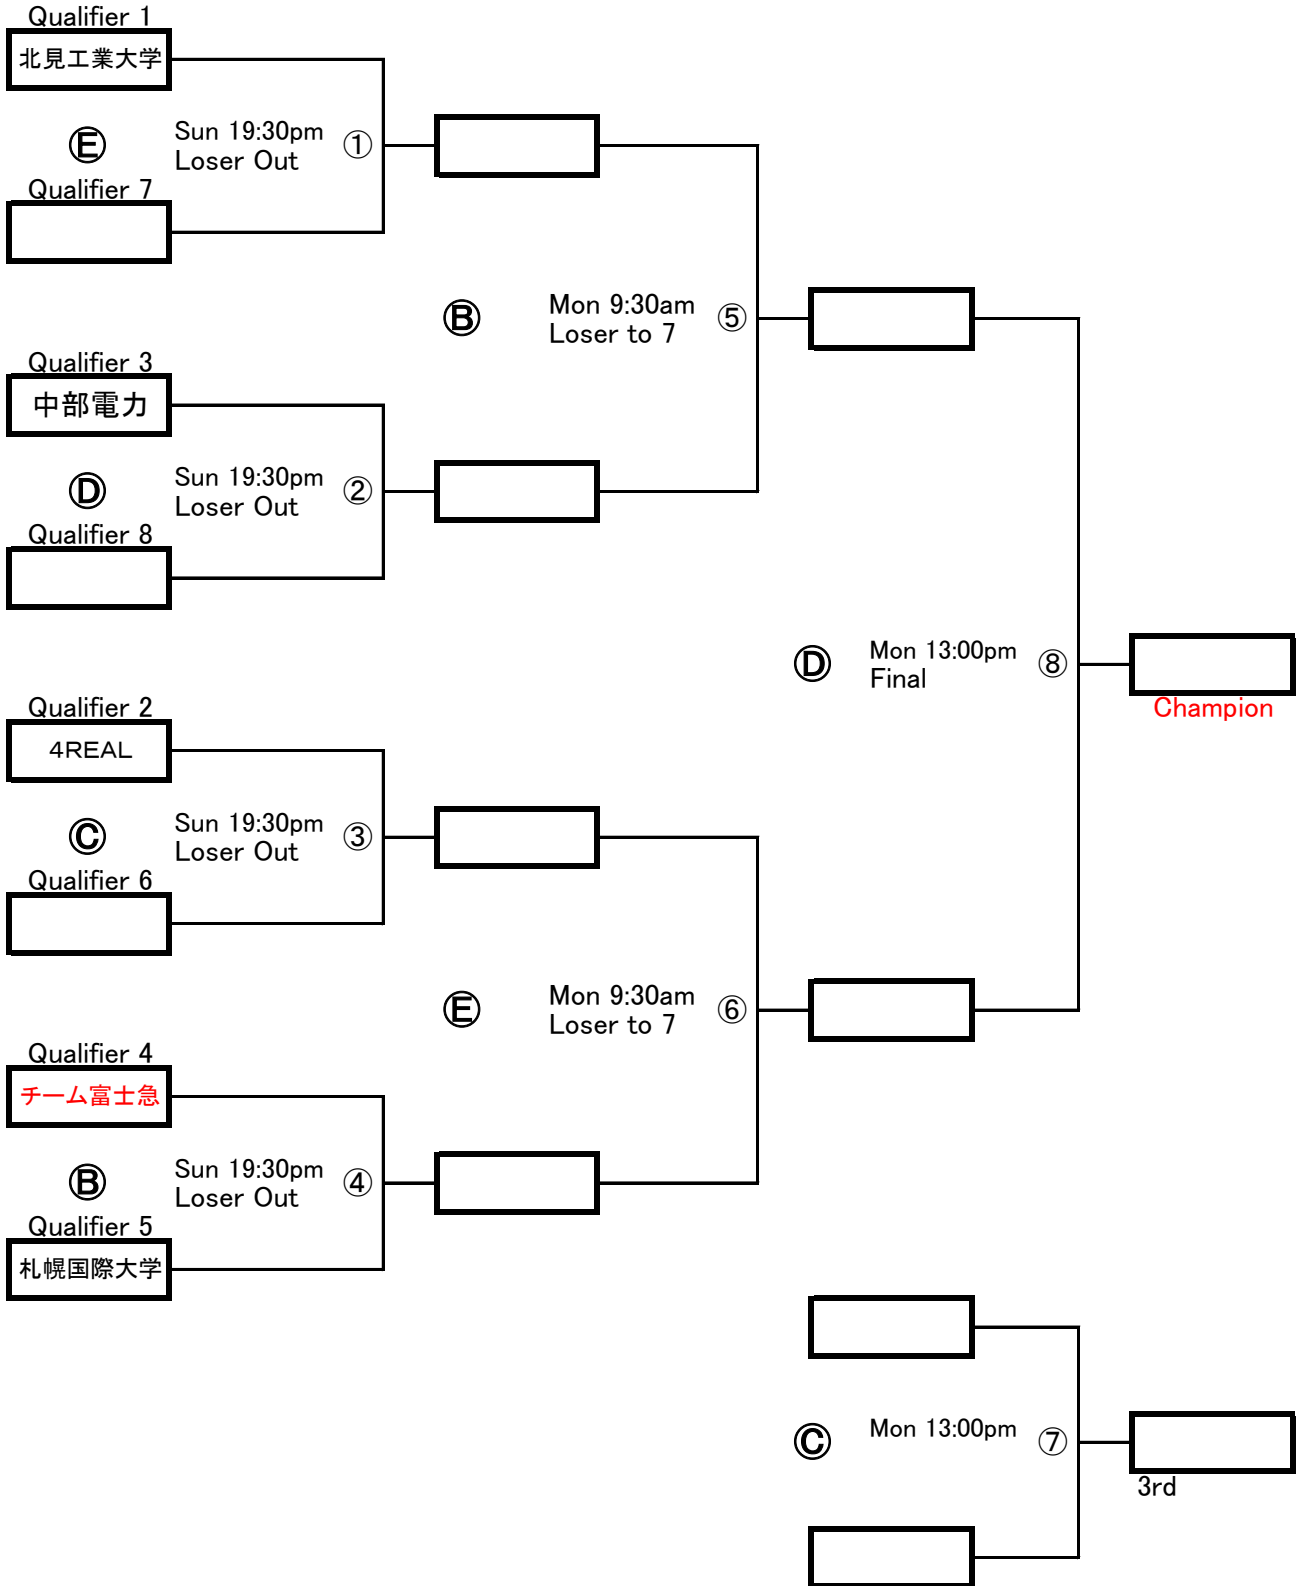 Qualifier 1
北見工業大学
Ⓔ
Sun 19:30pm
Loser Out
①
Qualifier 7
Ⓑ
Mon 9:30am
Loser to 7
⑤
Qualifier 3
中部電力
Ⓓ
Sun 19:30pm
Loser Out
②
Qualifier 8
Ⓓ
Mon 13:00pm
Final
⑧
Champion
Qualifier 2
4REAL
Ⓒ
Sun 19:30pm
Loser Out
③
Qualifier 6
Ⓔ
Mon 9:30am
Loser to 7
⑥
Qualifier 4
チーム富士急
Ⓑ
Sun 19:30pm
Loser Out
④
Qualifier 5
札幌国際大学
Ⓒ
Mon 13:00pm
⑦
3rd